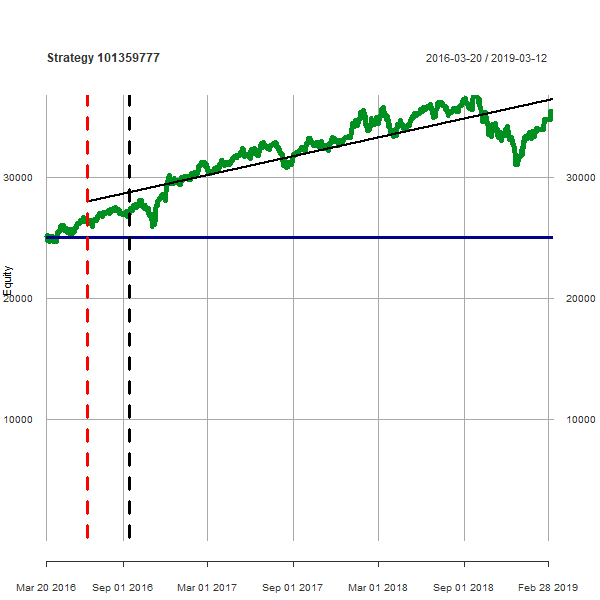 Strategy 101359777
2016-03-20 / 2019-03-12
30000 30000
Equity
20000 20000
10000 10000
Mar 20 2016 Sep 01 2016 Mar 01 2017 Sep 01 2017 Mar 01 2018 Sep 01 2018 Feb 28 2019